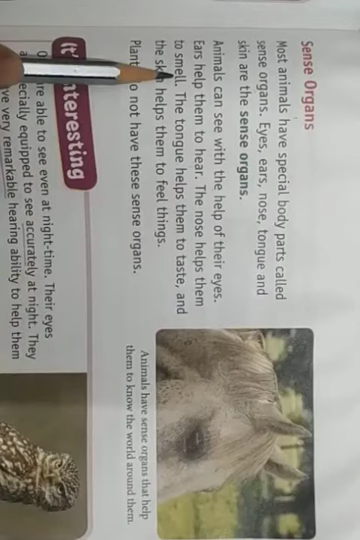 Sense Organs
Most animals have special body parts called
sense organs. Eyes, ears, nose, tongue and
skin are the sense organs.
Animals can see with the help of their eyes.
Ears help them to hear. The nose helps them
to smell. The tongue helps them to taste, and
the skin helps them to feel things.
Plant do not have these sense organs.
Animals have sense organs that help
them to know the world around them.
It's Interesting
are able to see even at night-time. Their eyes
equipped to see accurately at night. They
very remarkable hearing ability to help them